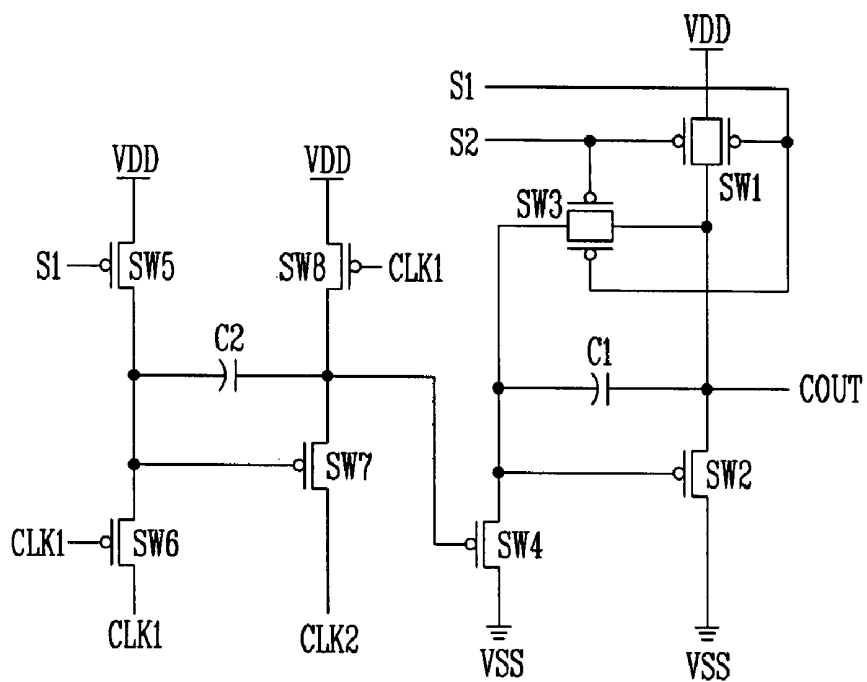 VDD
S1
S2
SW1
VDD
VDD
SW3
S1
SW5
SW8
CLK1
C2
C1
COUT
SW7
SW2
CLK1
SW6
SW4
CLK1
CLK2
VSS
VSS